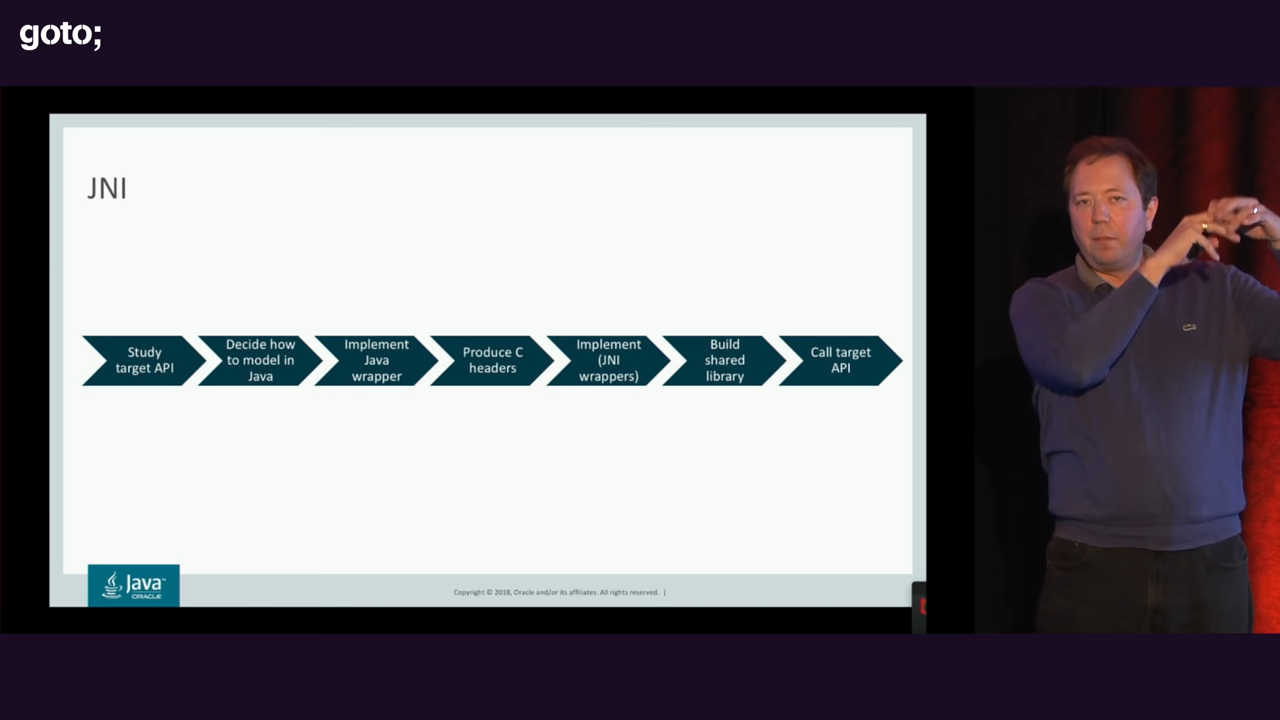 goto;
JNI
Study
target API
Decide how
to model in
Java
Implement
Java
wrapper
Produce C
headers
Implement
(JNI
wrappers)
Build
shared
library
Call target
API
Java™
ORACLE
Copyright © 2018, Oracle and/or its affiliates. All rights reserved. |